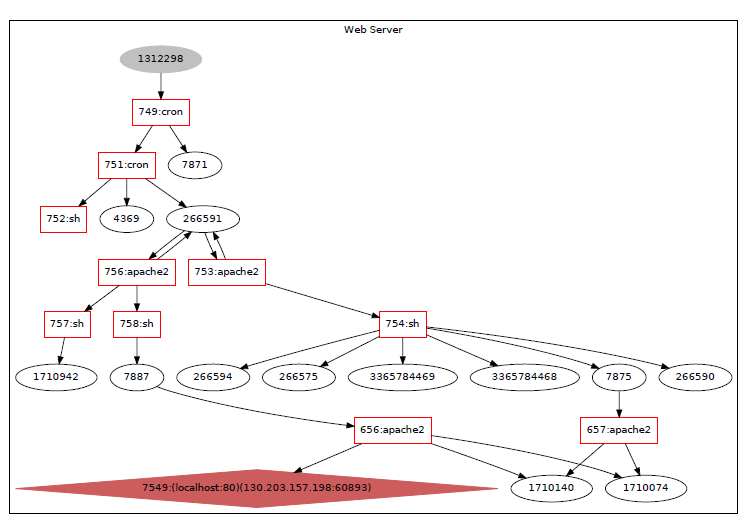 Web Server
1312298
749:cron
751:cron
7871
752:sh
4369
266591
756:apache2
753:apache2
757:sh
758:sh
754:sh
1710942
7887
266594
266575
3365784469
3365784468
7875
266590
656:apache2
657:apache2
7549:(localhost:80)(130.203.157.198:60893)
1710140
1710074